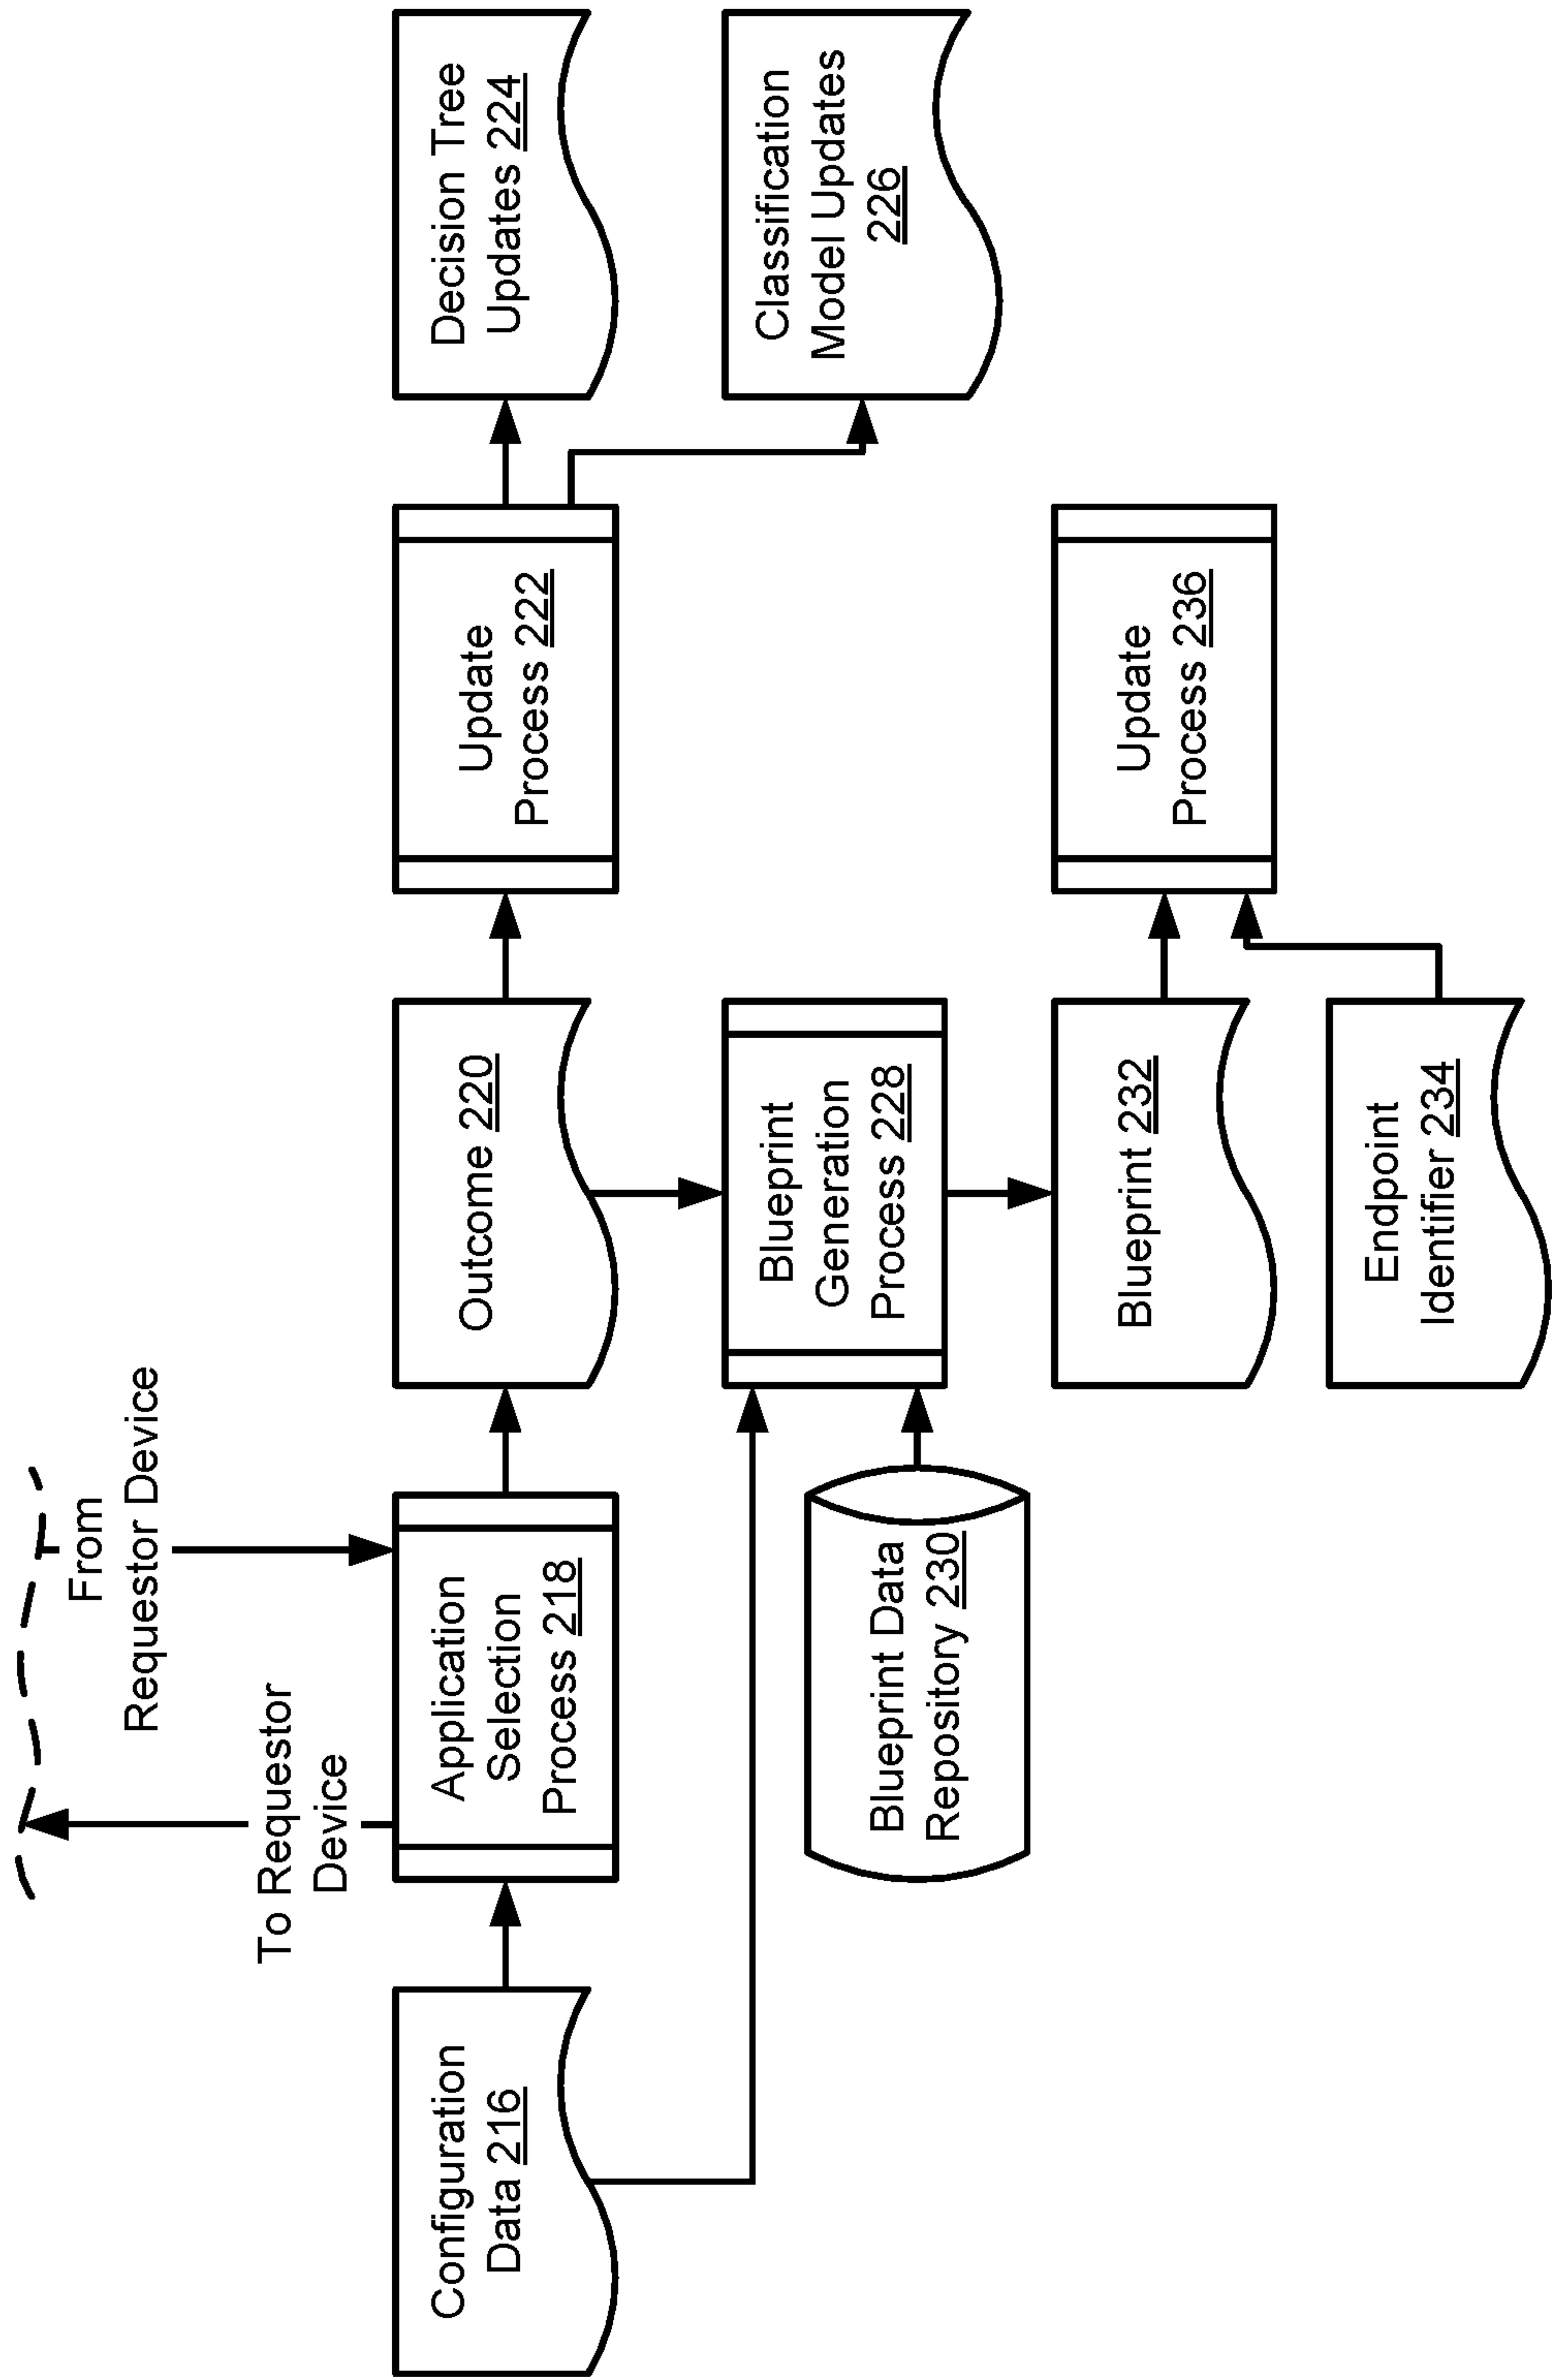 From
Requestor Device
To Requestor
Device
Configuration
Data 216
Application
Selection
Process 218
Outcome 220
Update
Process 222
Decision Tree
Updates 224
Classification
Model Updates
226
Blueprint Data
Repository 230
Blueprint
Generation
Process 228
Blueprint 232
Update
Process 236
Endpoint
Identifier 234